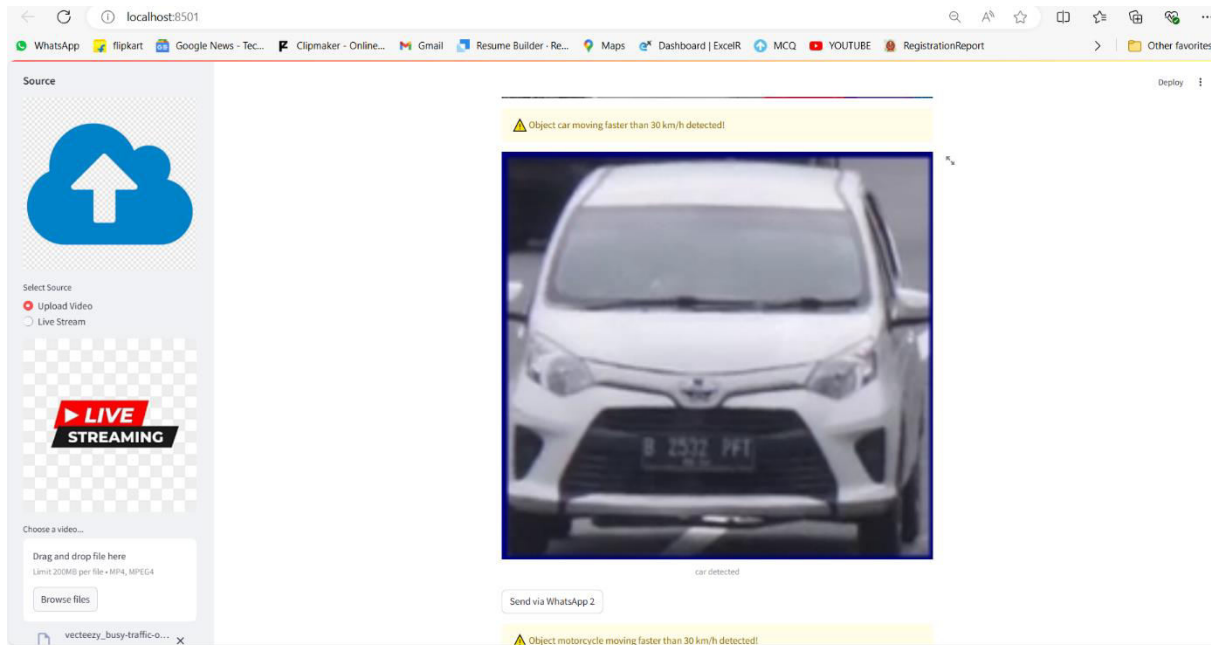 localhost:8501
WhatsApp flipkart Google News - Tec... Clipmaker - Online... Gmail Resume Builder - Re... Maps Dashboard | ExcelR MCQ YOUTUBE RegistrationReport Other favorites
Source
Deploy
Object car moving faster than 30 km/h detected!
Select Source
Upload Video
Live Stream
LIVE
STREAMING
B 2532 PFT
Choose a video...
Drag and drop file here
Limit 200MB per file • MP4, MPEG4
Browse files
vecteezy_busy-traffic-o...
car detected
Send via WhatsApp 2
Object motorcycle moving faster than 30 km/h detected!